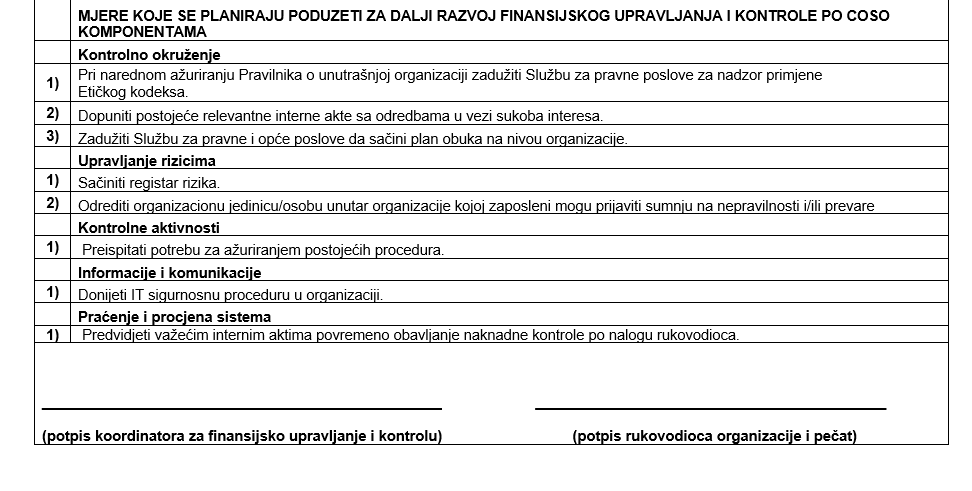 MJERE KOJE SE PLANIRAJU PODUZETI ZA DALJI RAZVOJ FINANSIJSKOG UPRAVLJANJA I KONTROLE PO COSO
KOMPONENTAMA
Kontrolno okruženje
1) Pri narednom ažuriranju Pravilnika o unutrašnjoj organizaciji zadužiti Službu za pravne poslove za nadzor primjene
Etičkog kodeksa.
2) Dopuniti postojeće relevantne interne akte sa odredbama u vezi sukoba interesa.
3) Zadužiti Službu za pravne i opće poslove da sačini plan obuka na nivou organizacije.
Upravljanje rizicima
1) Sačiniti registar rizika.
2) Odrediti organizacionu jedinicu/osobu unutar organizacije kojoj zaposleni mogu prijaviti sumnju na nepravilnosti i/ili prevare
Kontrolne aktivnosti
1) Preispitati potrebu za ažuriranjem postojećih procedura.
Informacije i komunikacije
1) Donijeti IT sigurnosnu proceduru u organizaciji.
Praćenje i procjena sistema
1) Predvidjeti važećim internim aktima povremeno obavljanje naknadne kontrole po nalogu rukovodioca.
(potpis koordinatora za finansijsko upravljanje i kontrolu) (potpis rukovodioca organizacije i pečat)